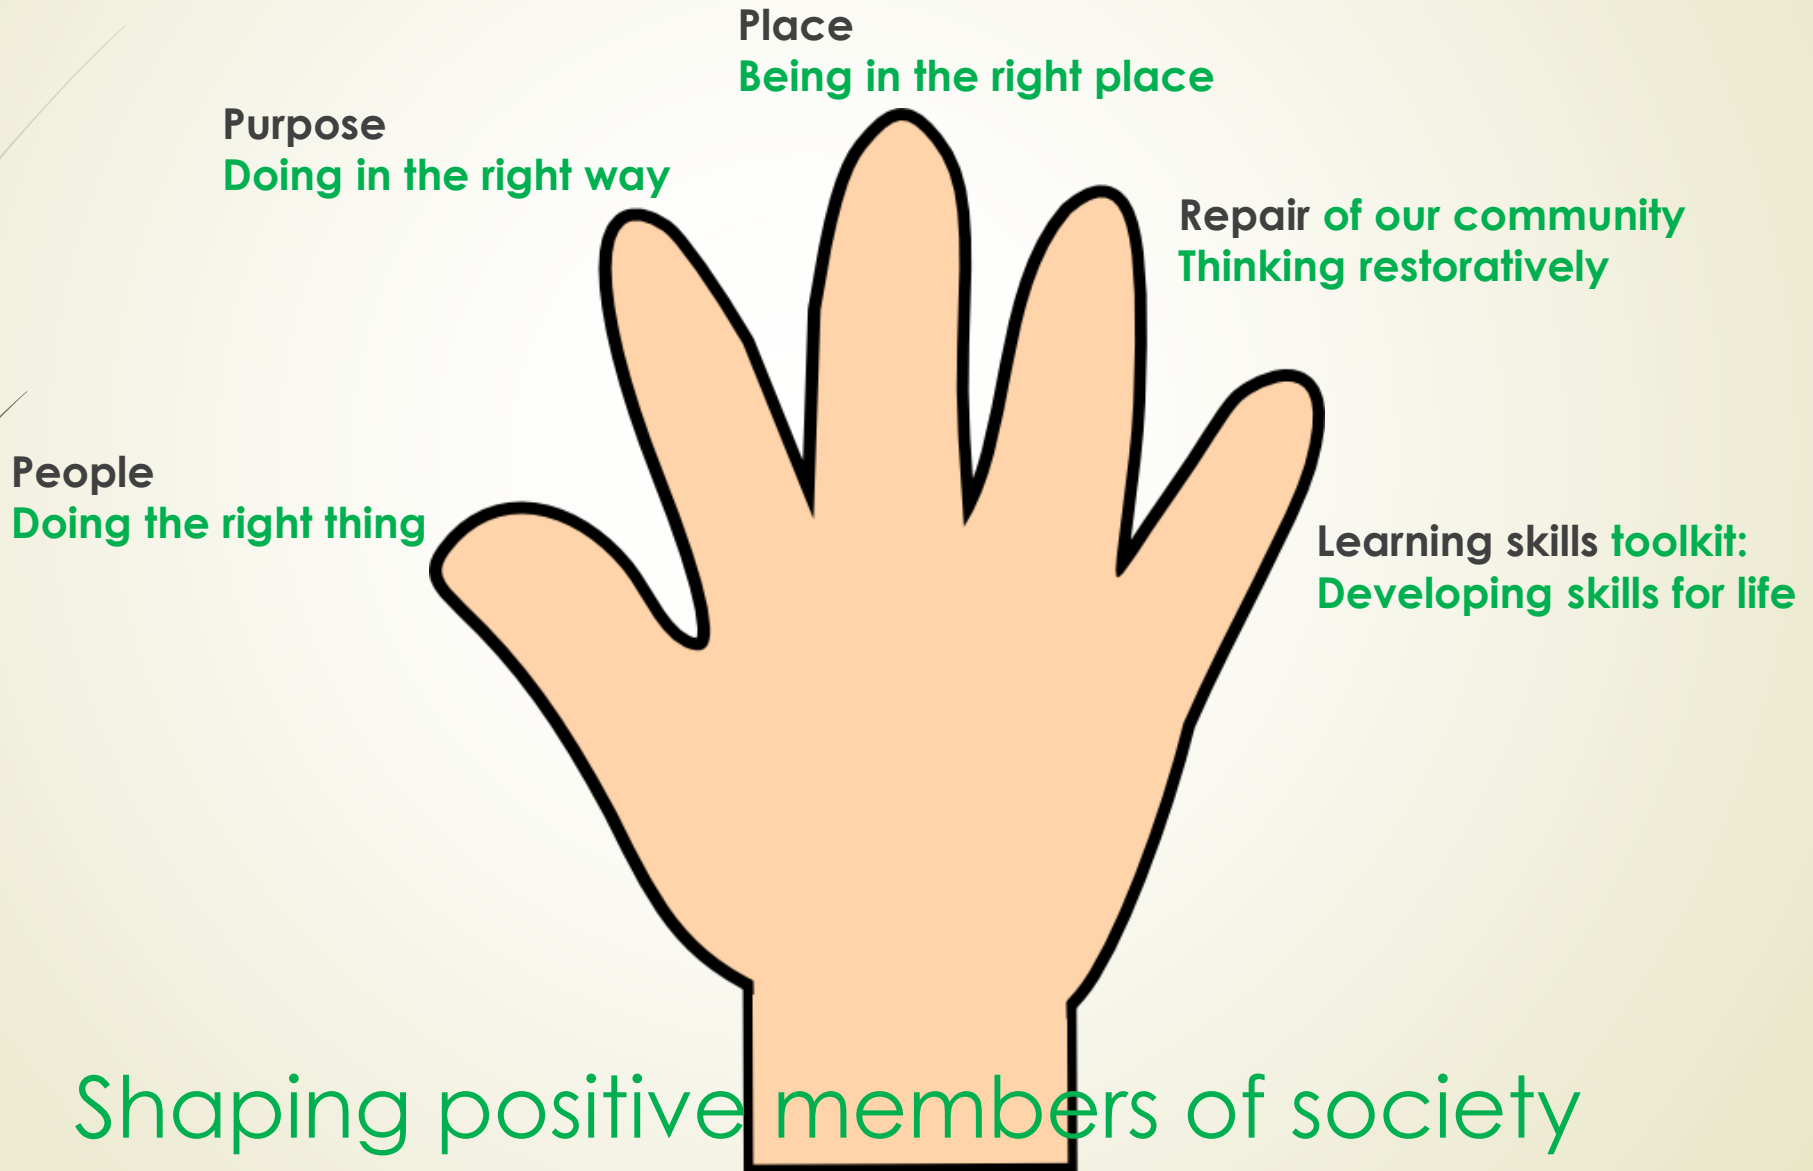 Place
Being in the right place
Purpose
Doing in the right way
Repair of our community
Thinking restoratively
People
Doing the right thing
Learning skills toolkit:
Developing skills for life
Shaping positive members of society